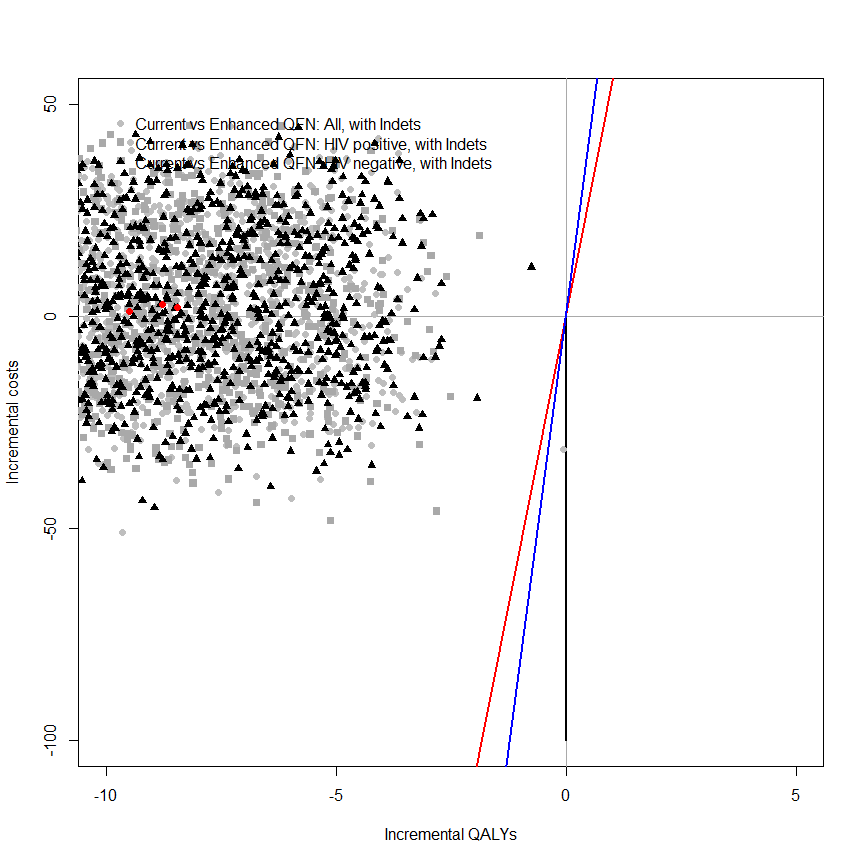 50
Current vs Enhanced QFN: All, with Indets
Current vs Enhanced QFN: HIV positive, with Indets
Current vs Enhanced QFN: HIV negative, with Indets
0
Incremental costs
-50
-100
-10
-5
0
5
Incremental QALYs